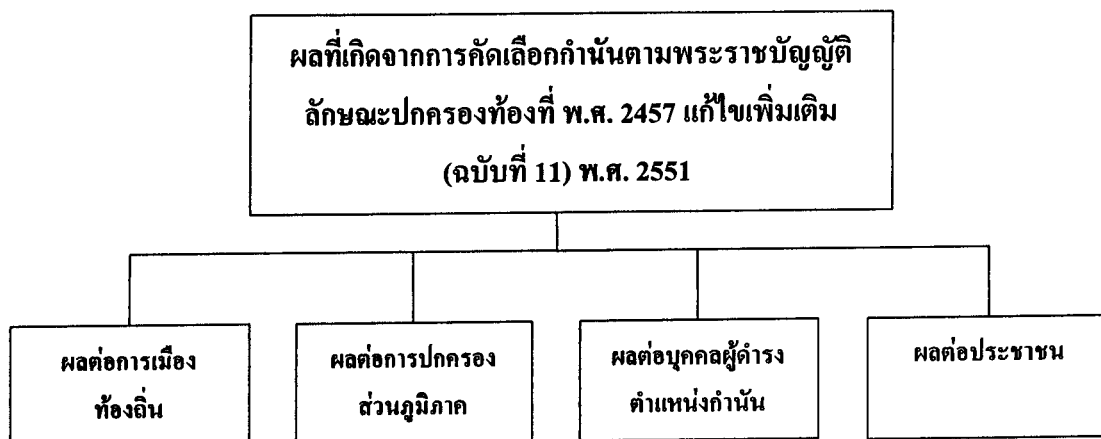 ผลที่เกิดจากการคัดเลือกกำนันตามพระราชบัญญัติ
ลักษณะปกครองท้องที่ พ.ศ. 2457 แก้ไขเพิ่มเติม
(ฉบับที่ 11) พ.ศ. 2551
ผลต่อการเมือง
ท้องถิ่น
ผลต่อการปกครอง
ส่วนภูมิภาค
ผลต่อบุคคลผู้ดำรง
ตำแหน่งกำนัน
ผลต่อประชาชน